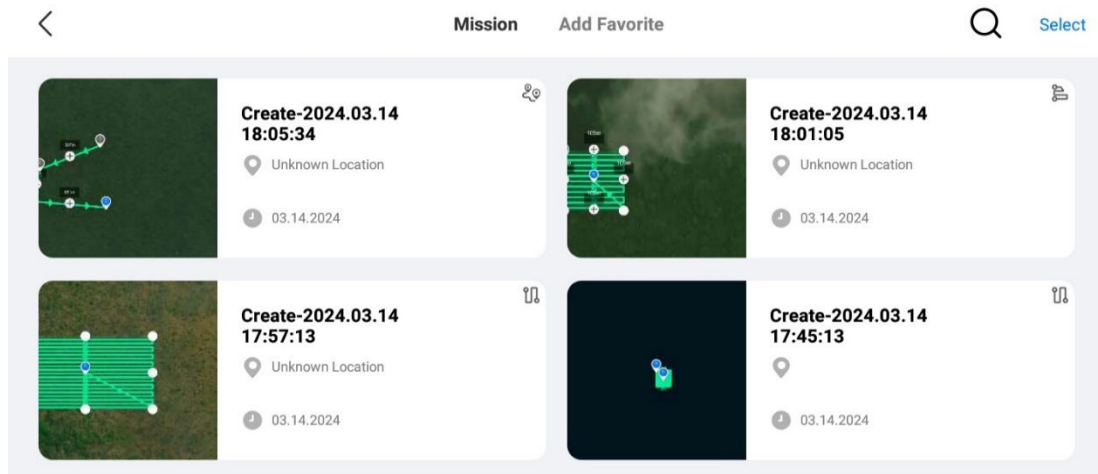 Mission
Add Favorite
Select
Create-2024.03.14
18:05:34
Unknown Location
03.14.2024
Create-2024.03.14
18:01:05
Unknown Location
03.14.2024
Create-2024.03.14
17:57:13
Unknown Location
03.14.2024
Create-2024.03.14
17:45:13
03.14.2024